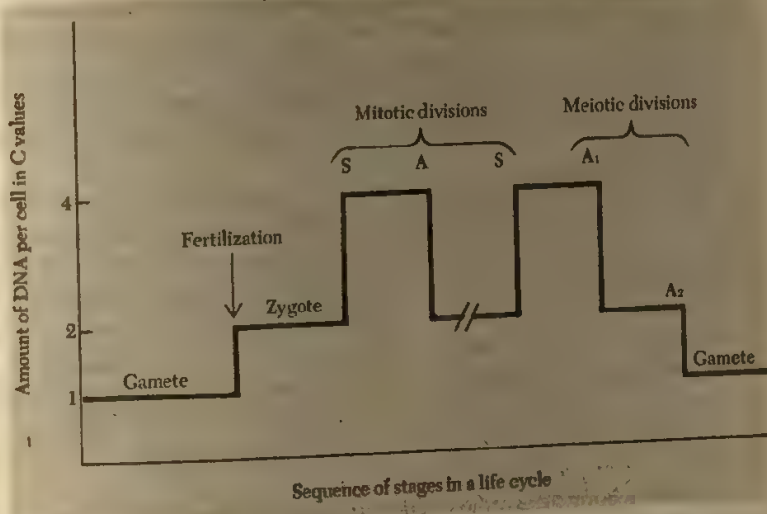 Mitotic divisions
Meiotic divisions
S
A
S
A₁
4
Fertilization
Zygote
A₂
2
Gamete
Gamete
1
Amount of DNA per cell in C values
Sequence of stages in a life cycle